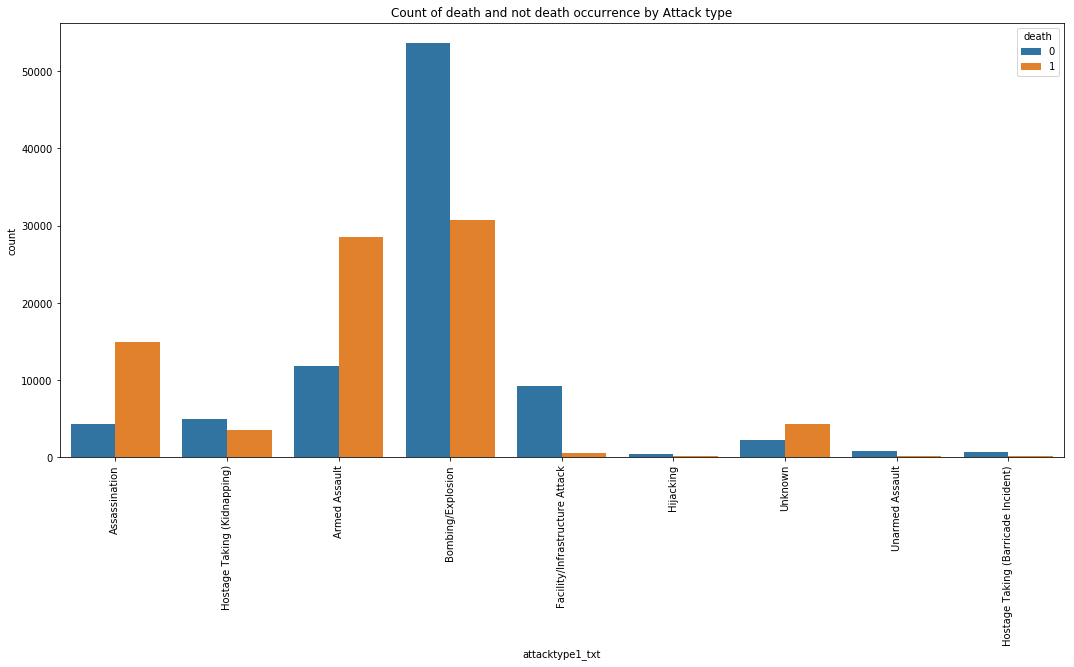 Count of death and not death occurrence by Attack type
death
0
1
50000
40000
30000
20000
10000
0
count
Assassination
Hostage Taking (Kidnapping)
Armed Assault
Bombing/Explosion
Facility/Infrastructure Attack
Hijacking
Unknown
Unarmed Assault
Hostage Taking (Barricade Incident)
attacktype1_txt